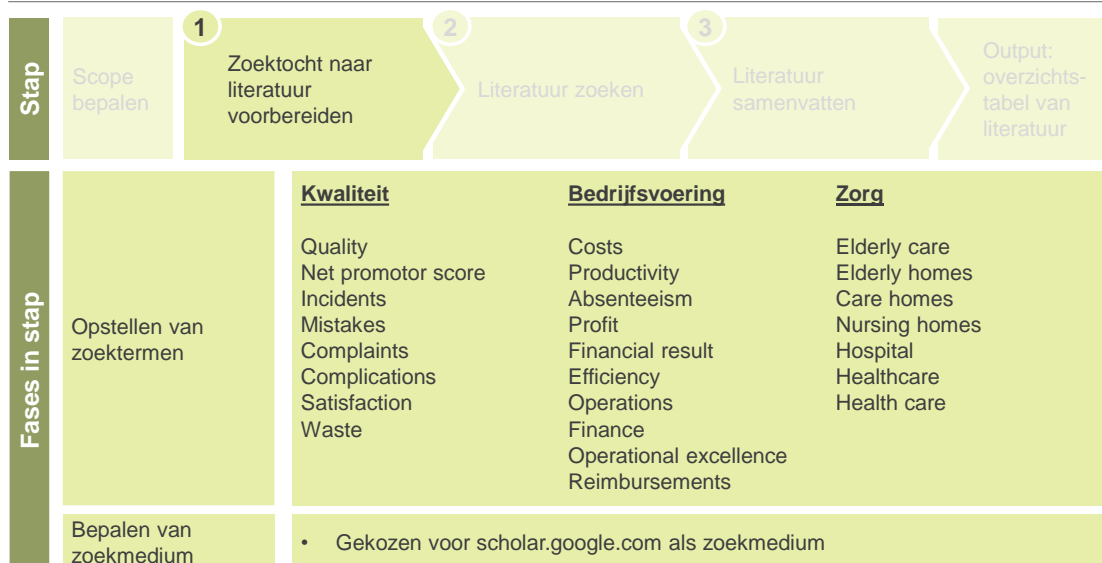 Stap
Scope
bepalen
1
Zoektocht naar
literatuur
voorbereiden
2
Literatuur zoeken
3
Literatuur
samenvatten
Output:
overzichts-
tabel van
literatuur
Fases in stap
Opstellen van
zoektermen
Kwaliteit
Quality
Net promotor score
Incidents
Mistakes
Complaints
Complications
Satisfaction
Waste
Bedrijfsvoering
Costs
Productivity
Absenteeism
Profit
Financial result
Efficiency
Operations
Finance
Operational excellence
Reimbursements
Zorg
Elderly care
Elderly homes
Care homes
Nursing homes
Hospital
Healthcare
Health care
Bepalen van
zoekmedium
• Gekozen voor scholar.google.com als zoekmedium